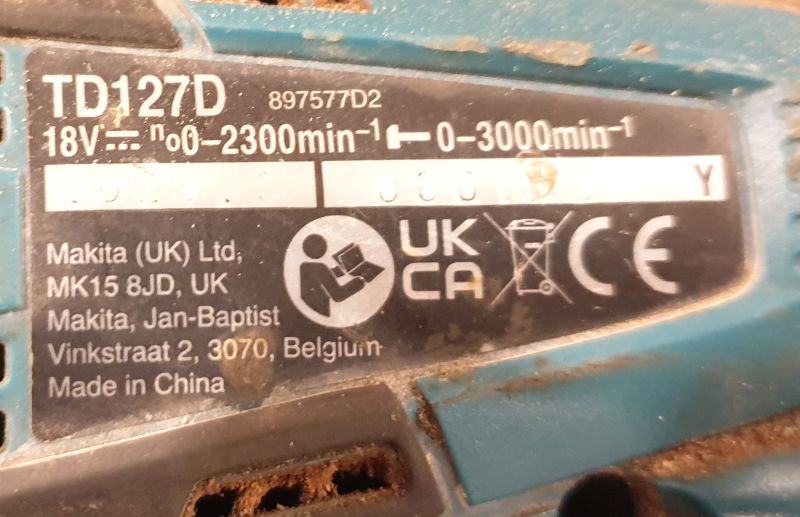 TD127D 897577D2
18V n₀0-2300min⁻¹ 0-3000min⁻¹
Y
Makita (UK) Ltd,
MK15 8JD, UK
Makita, Jan-Baptist
Vinkstraat 2, 3070, Belgium
Made in China
UK
CA
CE